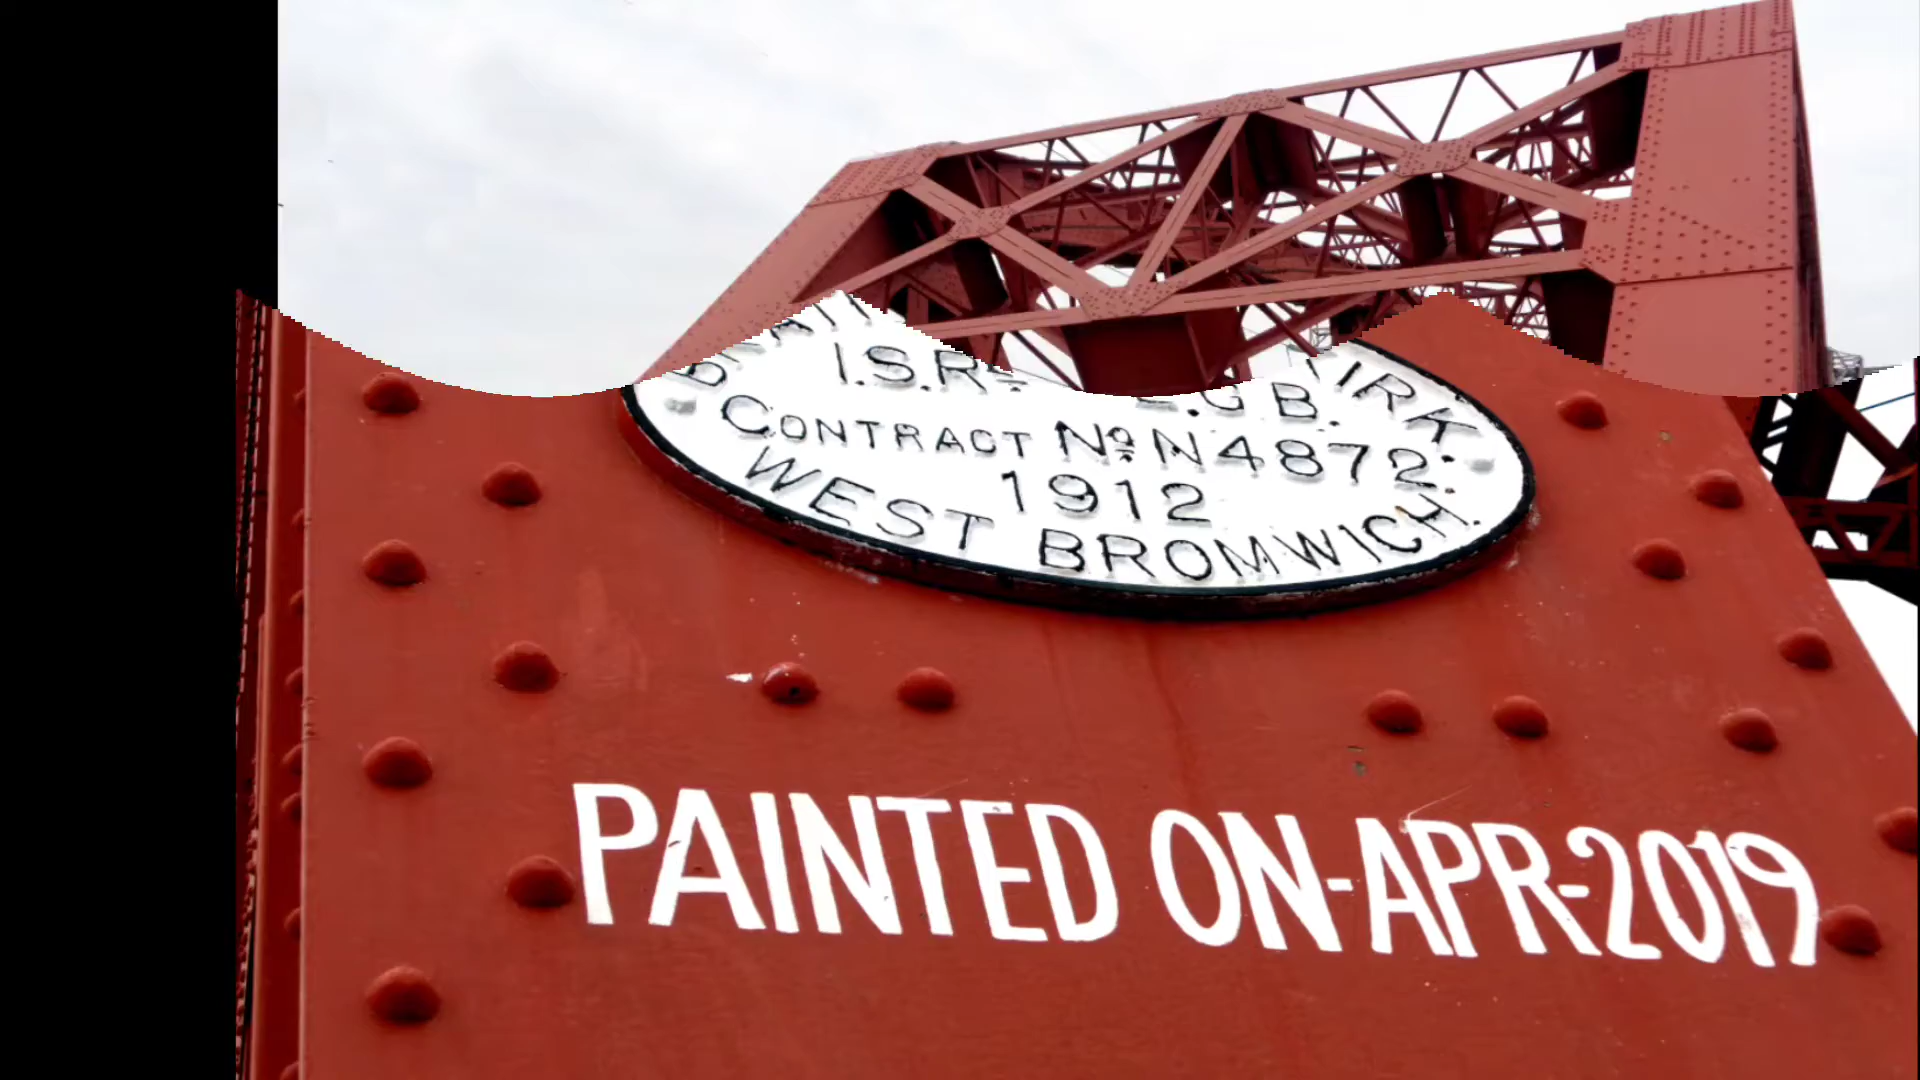 CONTRACT No N4872.
1912
WEST BROMWICH.
PAINTED ON-APR-2019